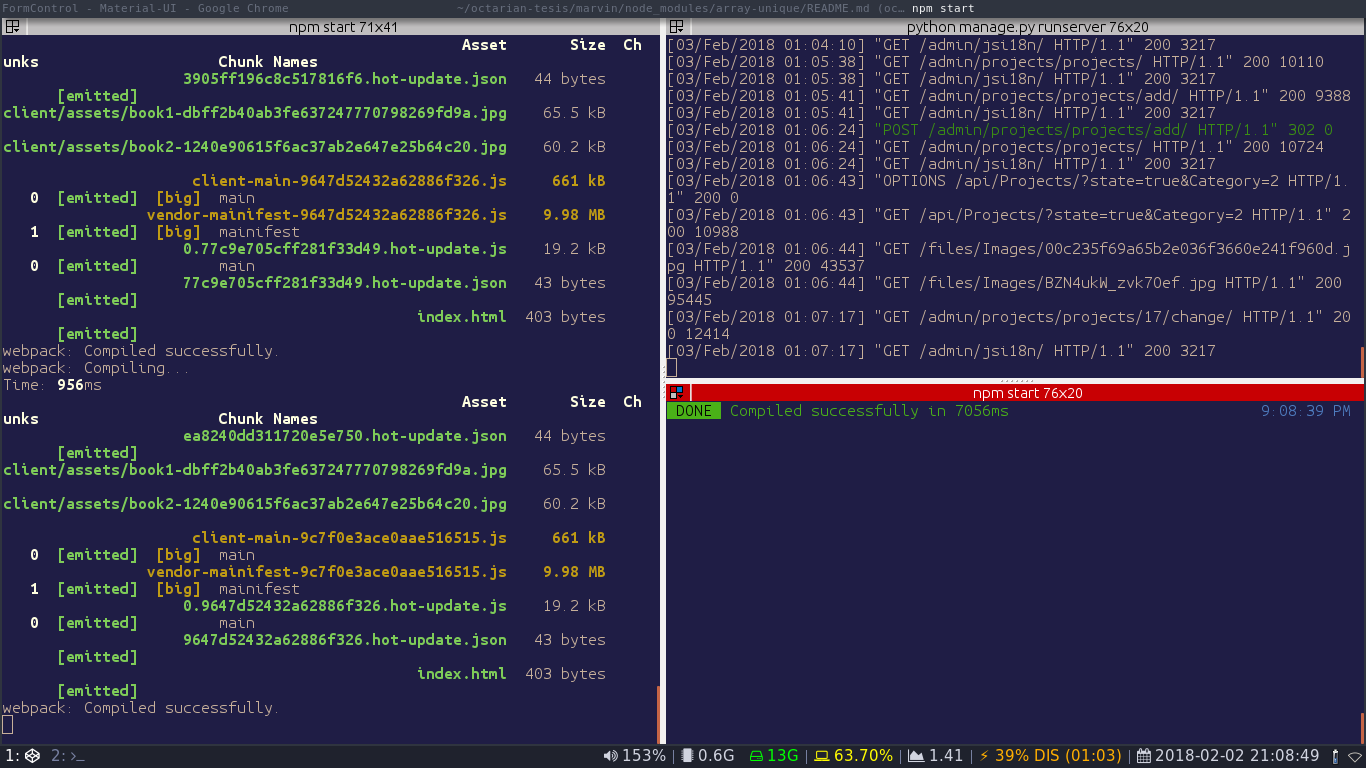 FormControl - Material-UI - Google Chrome
~/octarian-tesis/marvin/node_modules/array-unique/README.md (oc…
npm start
npm start 71x41
Asset Size Ch
unks Chunk Names
3905ff196c8c517816f6.hot-update.json 44 bytes
[emitted]
client/assets/book1-dbff2b40ab3fe637247770798269fd9a.jpg 65.5 kB
client/assets/book2-1240e90615f6ac37ab2e647e25b64c20.jpg 60.2 kB
client-main-9647d52432a62886f326.js 661 kB
0 [emitted] [big] main
vendor-mainifest-9647d52432a62886f326.js 9.98 MB
1 [emitted] [big] mainifest
0.77c9e705cff281f33d49.hot-update.js 19.2 kB
0 [emitted] main
77c9e705cff281f33d49.hot-update.json 43 bytes
[emitted]
index.html 403 bytes
[emitted]
webpack: Compiled successfully.
webpack: Compiling...
Time: 956ms
Asset Size Ch
unks Chunk Names
ea8240dd311720e5e750.hot-update.json 44 bytes
[emitted]
client/assets/book1-dbff2b40ab3fe637247770798269fd9a.jpg 65.5 kB
client/assets/book2-1240e90615f6ac37ab2e647e25b64c20.jpg 60.2 kB
client-main-9c7f0e3ace0aae516515.js 661 kB
0 [emitted] [big] main
vendor-mainifest-9c7f0e3ace0aae516515.js 9.98 MB
1 [emitted] [big] mainifest
0.9647d52432a62886f326.hot-update.js 19.2 kB
0 [emitted] main
9647d52432a62886f326.hot-update.json 43 bytes
[emitted]
index.html 403 bytes
[emitted]
webpack: Compiled successfully.
python manage.py runserver 76x20
[03/Feb/2018 01:04:10] "GET /admin/jsi18n/ HTTP/1.1" 200 3217
[03/Feb/2018 01:05:38] "GET /admin/projects/projects/ HTTP/1.1" 200 10110
[03/Feb/2018 01:05:38] "GET /admin/jsi18n/ HTTP/1.1" 200 3217
[03/Feb/2018 01:05:41] "GET /admin/projects/projects/add/ HTTP/1.1" 200 9388
[03/Feb/2018 01:05:41] "GET /admin/jsi18n/ HTTP/1.1" 200 3217
[03/Feb/2018 01:06:24] "POST /admin/projects/projects/add/ HTTP/1.1" 302 0
[03/Feb/2018 01:06:24] "GET /admin/projects/projects/ HTTP/1.1" 200 10724
[03/Feb/2018 01:06:24] "GET /admin/jsi18n/ HTTP/1.1" 200 3217
[03/Feb/2018 01:06:43] "OPTIONS /api/Projects/?state=true&Category=2 HTTP/1.
1" 200 0
[03/Feb/2018 01:06:43] "GET /api/Projects/?state=true&Category=2 HTTP/1.1" 2
00 10988
[03/Feb/2018 01:06:44] "GET /files/Images/00c235f69a65b2e036f3660e241f960d.j
pg HTTP/1.1" 200 43537
[03/Feb/2018 01:06:44] "GET /files/Images/BZN4ukW_zvk7Oef.jpg HTTP/1.1" 200
95445
[03/Feb/2018 01:07:17] "GET /admin/projects/projects/17/change/ HTTP/1.1" 20
0 12414
[03/Feb/2018 01:07:17] "GET /admin/jsi18n/ HTTP/1.1" 200 3217
npm start 76x20
DONE Compiled successfully in 7056ms 9:08:39 PM
1: 2: >_ 153% | 0.6G 13G | 63.70% | 1.41 | 39% DIS (01:03) | 2018-02-02 21:08:49